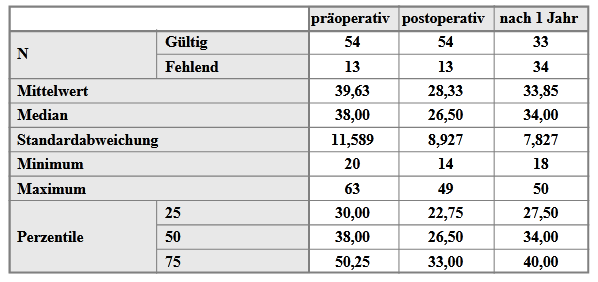 präoperativ postoperativ nach 1 Jahr
N Gültig 54 54 33
Fehlend 13 13 34
Mittelwert 39,63 28,33 33,85
Median 38,00 26,50 34,00
Standardabweichung 11,589 8,927 7,827
Minimum 20 14 18
Maximum 63 49 50
Perzentile 25 30,00 22,75 27,50
50 38,00 26,50 34,00
75 50,25 33,00 40,00